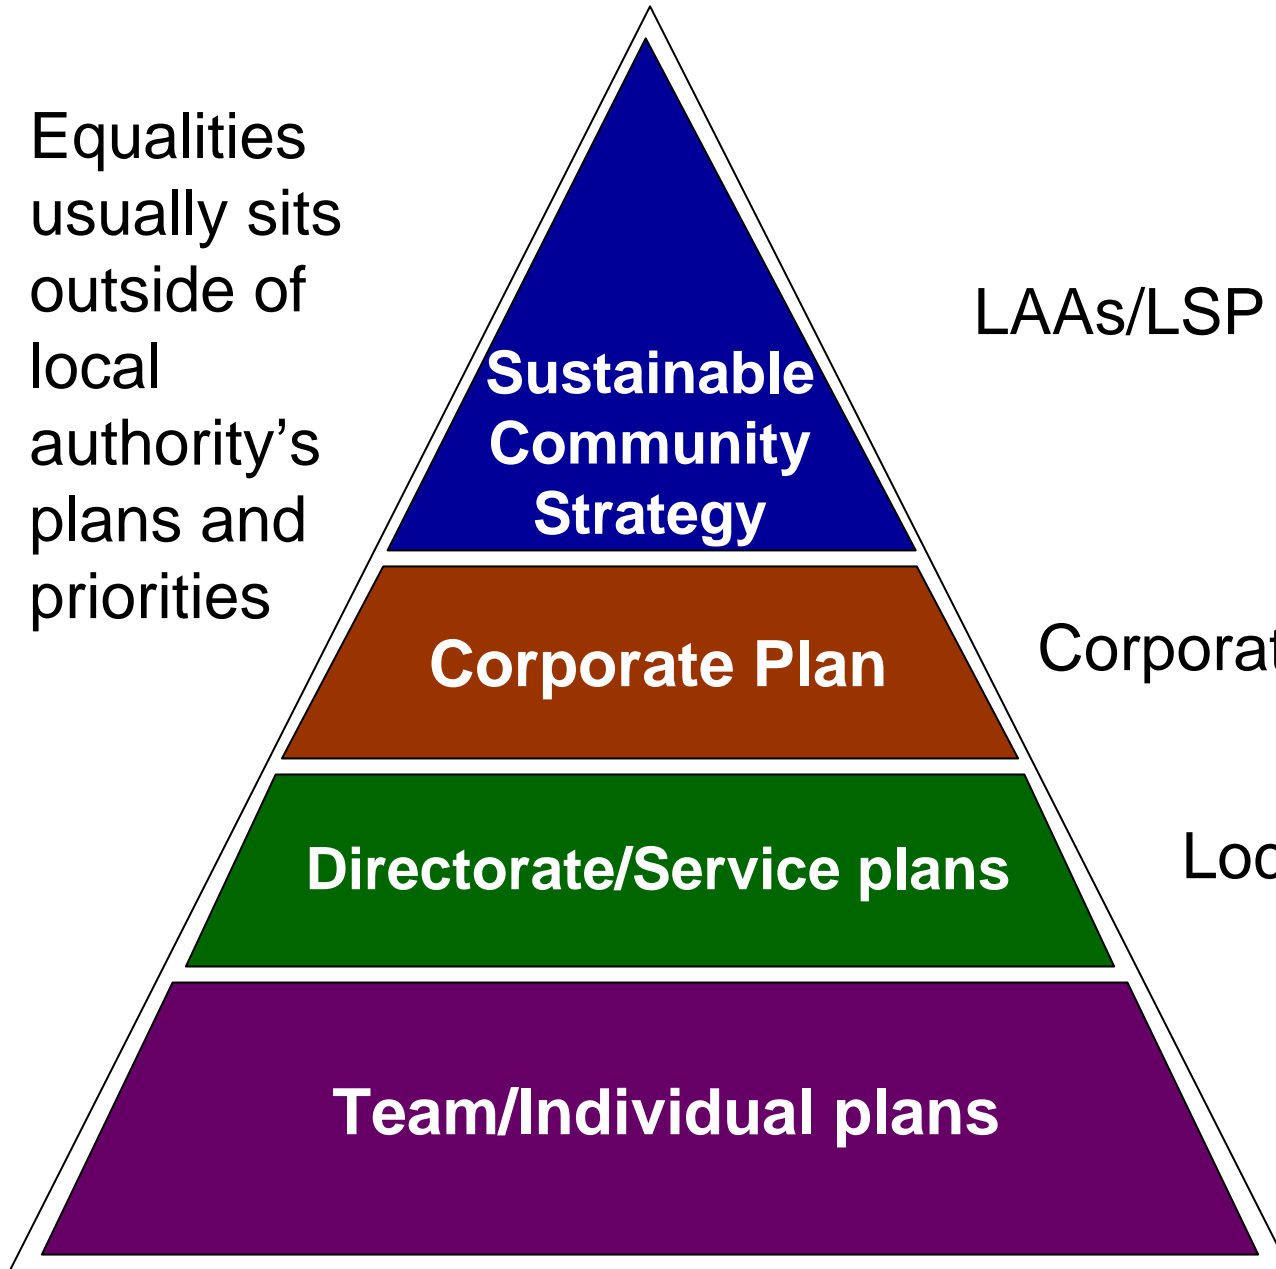 Equalities
usually sits
outside of
local
authority’s
plans and
priorities
LAAs/LSP
Sustainable
Community
Strategy
Corporate Plan
Directorate/Service plans
Team/Individual plans